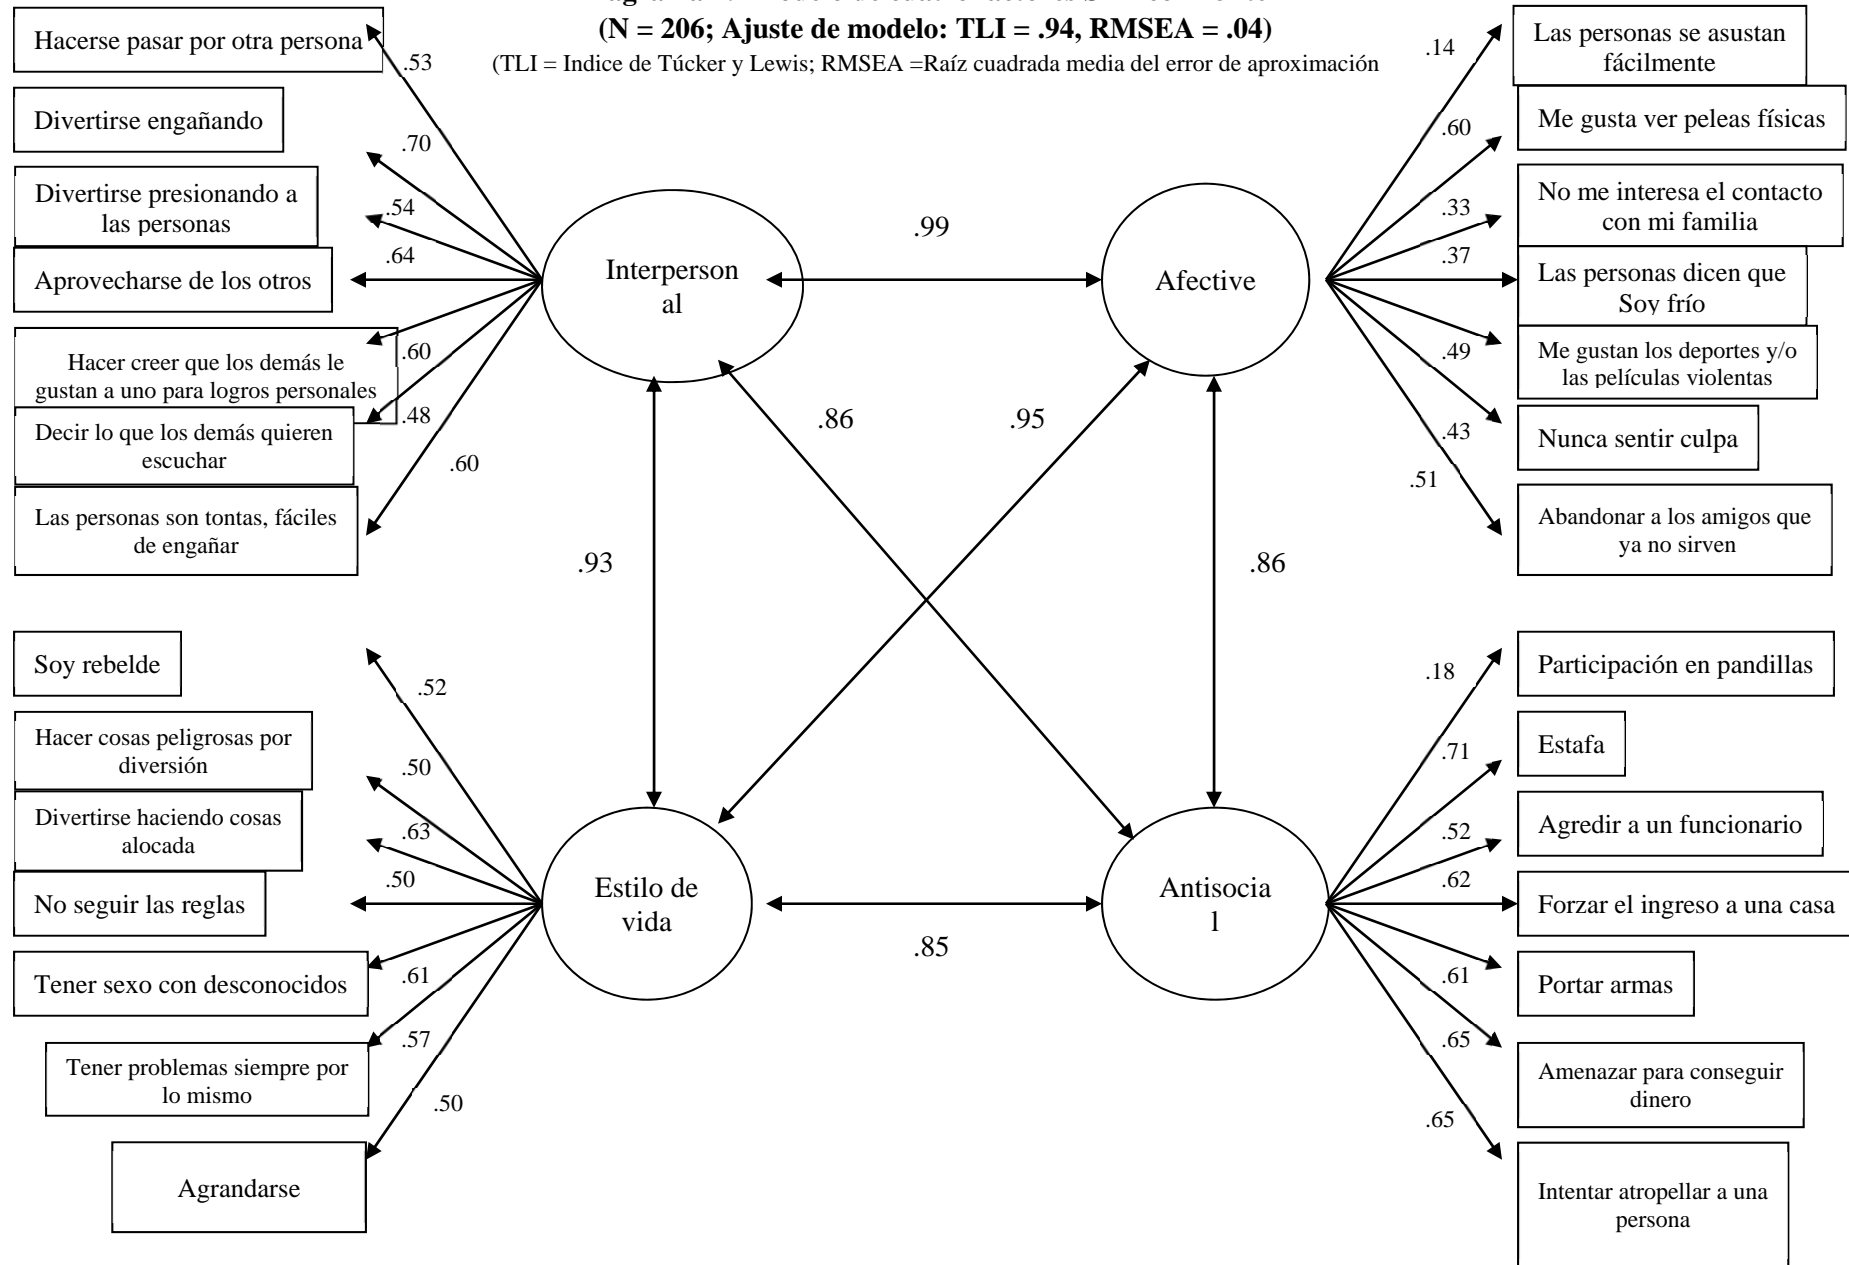 (N = 206; Ajuste de modelo: TLI = .94, RMSEA = .04)
(TLI = Indice de Túcker y Lewis; RMSEA =Raíz cuadrada media del error de aproximación
Hacerse pasar por otra persona
Divertirse engañando
Divertirse presionando a
las personas
Aprovecharse de los otros
Hacer creer que los demás le
gustan a uno para logros personales
Decir lo que los demás quieren
escuchar
Las personas son tontas, fáciles
de engañar
.53
.70
.54
.64
.60
.48
.60
Interperson
al
.99
Afective
.14
.60
.33
.37
.49
.43
.51
Las personas se asustan
fácilmente
Me gusta ver peleas físicas
No me interesa el contacto
con mi familia
Las personas dicen que
Soy frío
Me gustan los deportes y/o
las películas violentas
Nunca sentir culpa
Abandonar a los amigos que
ya no sirven
.86
.95
.93
.86
Soy rebelde
Hacer cosas peligrosas por
diversión
Divertirse haciendo cosas
alocada
No seguir las reglas
Tener sexo con desconocidos
Tener problemas siempre por
lo mismo
Agrandarse
.52
.50
.63
.50
.61
.57
.50
Estilo de
vida
.85
Antisocia
l
.18
.71
.52
.62
.61
.65
.65
Participación en pandillas
Estafa
Agredir a un funcionario
Forzar el ingreso a una casa
Portar armas
Amenazar para conseguir
dinero
Intentar atropellar a una
persona